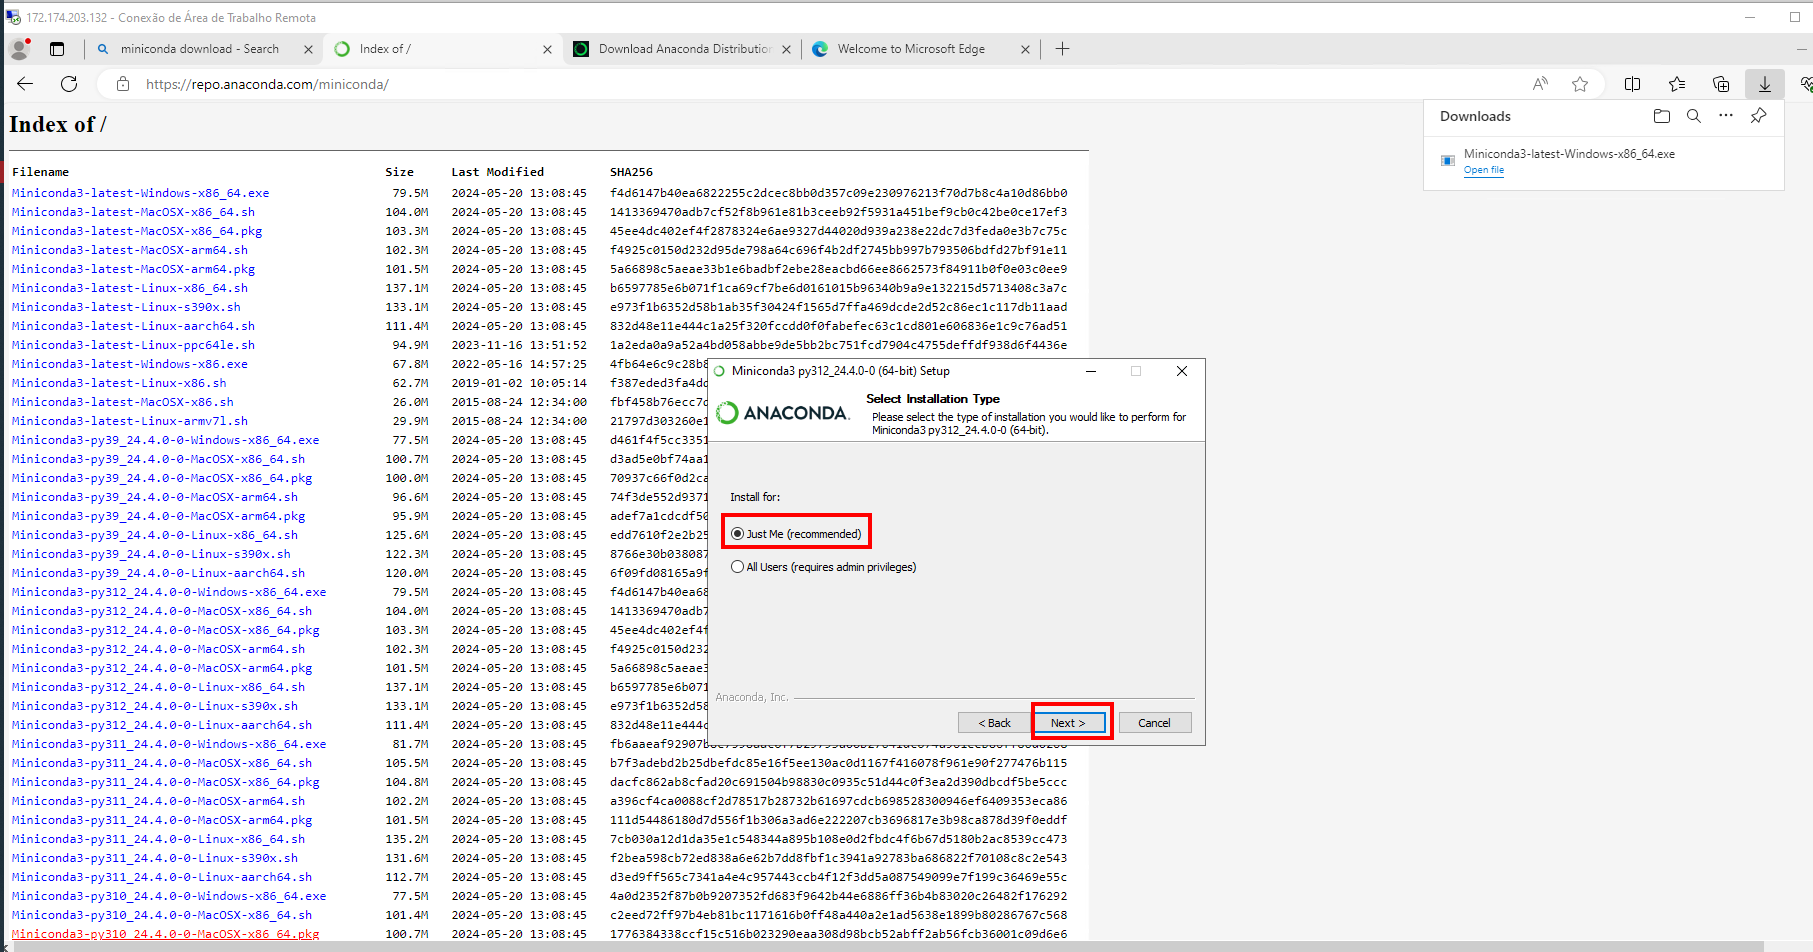 172.174.203.132 - Conexão de Área de Trabalho Remota
miniconda download - Search
Index of /
Download Anaconda Distribution
Welcome to Microsoft Edge
https://repo.anaconda.com/miniconda/
Index of /
Downloads
Miniconda3-latest-Windows-x86_64.exe
Open file
Filename Size Last Modified SHA256
Miniconda3-latest-Windows-x86_64.exe 79.5M 2024-05-20 13:08:45 f4d6147b40ea6822255c2dcec8bb0d357c09e230976213f70d7b8c4a10d86bb0
Miniconda3-latest-MacOSX-x86_64.sh 104.0M 2024-05-20 13:08:45 1413369470adb7cf52f8b961e81b3ceeb92f5931a451bef9cb0c42be0ce17ef3
Miniconda3-latest-MacOSX-x86_64.pkg 103.3M 2024-05-20 13:08:45 45ee4dc402ef4f2878324e6ae9327d44020d939a238e22dc7d3feda0e3b7c75c
Miniconda3-latest-MacOSX-arm64.sh 102.3M 2024-05-20 13:08:45 f4925c0150d232d95de798a64c696f4b2df2745bb997b793506bdfd27bf91e11
Miniconda3-latest-MacOSX-arm64.pkg 101.5M 2024-05-20 13:08:45 5a66898c5aeae33b1e6badbf2ebe28eacbd66ee8662573f84911b0f0e03c0ee9
Miniconda3-latest-Linux-x86_64.sh 137.1M 2024-05-20 13:08:45 b6597785e6b071f1ca69cf7be6d0161015b96340b9a9e132215d5713408c3a7c
Miniconda3-latest-Linux-s390x.sh 133.1M 2024-05-20 13:08:45 e973f1b6352d58b1ab35f30424f1565d7ffa469dcde2d52c86ec1c117db11aad
Miniconda3-latest-Linux-aarch64.sh 111.4M 2024-05-20 13:08:45 832d48e11e444c1a25f320fccdd0f0fabefec63c1cd801e606836e1c9c76ad51
Miniconda3-latest-Linux-ppc64le.sh 94.9M 2023-11-16 13:51:52 1a2eda0a9a52a4bd058abbe9de5bb2bc751fcd7904c4755deffdf938d6f4436e
Miniconda3-latest-Windows-x86.exe 67.8M 2022-05-16 14:57:25 4fb64e6c9c28b8
Miniconda3-latest-Linux-x86.sh 62.7M 2019-01-02 10:05:14 f387eded3fa4dd
Miniconda3-latest-MacOSX-x86.sh 26.0M 2015-08-24 12:34:00 fbf458b76ecc7d
Miniconda3-latest-Linux-armv7l.sh 29.9M 2015-08-24 12:34:00 21797d303260e1
Miniconda3-py39_24.4.0-0-Windows-x86_64.exe 77.5M 2024-05-20 13:08:45 d461f4f5cc3351
Miniconda3-py39_24.4.0-0-MacOSX-x86_64.sh 100.7M 2024-05-20 13:08:45 d3ad5e0bf74aa1
Miniconda3-py39_24.4.0-0-MacOSX-x86_64.pkg 100.0M 2024-05-20 13:08:45 70937c66f0d2ca
Miniconda3-py39_24.4.0-0-MacOSX-arm64.sh 96.6M 2024-05-20 13:08:45 74f3de552d9371
Miniconda3-py39_24.4.0-0-MacOSX-arm64.pkg 95.9M 2024-05-20 13:08:45 adef7a1cdcdf50
Miniconda3-py39_24.4.0-0-Linux-x86_64.sh 125.6M 2024-05-20 13:08:45 edd7610f2e2b25
Miniconda3-py39_24.4.0-0-Linux-s390x.sh 122.3M 2024-05-20 13:08:45 8766e30b038087
Miniconda3-py39_24.4.0-0-Linux-aarch64.sh 120.0M 2024-05-20 13:08:45 6f09fd08165a9f
Miniconda3-py312_24.4.0-0-Windows-x86_64.exe 79.5M 2024-05-20 13:08:45 f4d6147b40ea68
Miniconda3-py312_24.4.0-0-MacOSX-x86_64.sh 104.0M 2024-05-20 13:08:45 1413369470adb7
Miniconda3-py312_24.4.0-0-MacOSX-x86_64.pkg 103.3M 2024-05-20 13:08:45 45ee4dc402ef4f
Miniconda3-py312_24.4.0-0-MacOSX-arm64.sh 102.3M 2024-05-20 13:08:45 f4925c0150d232
Miniconda3-py312_24.4.0-0-MacOSX-arm64.pkg 101.5M 2024-05-20 13:08:45 5a66898c5aeae3
Miniconda3-py312_24.4.0-0-Linux-x86_64.sh 137.1M 2024-05-20 13:08:45 b6597785e6b071
Miniconda3-py312_24.4.0-0-Linux-s390x.sh 133.1M 2024-05-20 13:08:45 e973f1b6352d58
Miniconda3-py312_24.4.0-0-Linux-aarch64.sh 111.4M 2024-05-20 13:08:45 832d48e11e444c
Miniconda3-py311_24.4.0-0-Windows-x86_64.exe 81.7M 2024-05-20 13:08:45
Miniconda3-py311_24.4.0-0-MacOSX-x86_64.sh 105.5M 2024-05-20 13:08:45 b7f3adebd2b25dbefdc85e16f5ee130ac0d1167f416078f961e90f277476b115
Miniconda3-py311_24.4.0-0-MacOSX-x86_64.pkg 104.8M 2024-05-20 13:08:45 dacfc862ab8cfad20c691504b98830c0935c51d44c0f3ea2d390dbcdf5be5ccc
Miniconda3-py311_24.4.0-0-MacOSX-arm64.sh 102.2M 2024-05-20 13:08:45 a396cf4ca0088cf2d78517b28732b61697cdcb698528300946ef6409353eca86
Miniconda3-py311_24.4.0-0-MacOSX-arm64.pkg 101.5M 2024-05-20 13:08:45 111d54486180d7d556f1b306a3ad6e222207cb3696817e3b98ca878d39f0eddf
Miniconda3-py311_24.4.0-0-Linux-x86_64.sh 135.2M 2024-05-20 13:08:45 7cb030a12d1da35e1c548344a895b108e0d2fbdc4f6b67d5180b2ac8539cc473
Miniconda3-py311_24.4.0-0-Linux-s390x.sh 131.6M 2024-05-20 13:08:45 f2bea598cb72ed838a6e62b7dd8fbf1c3941a92783ba686822f70108c8c2e543
Miniconda3-py311_24.4.0-0-Linux-aarch64.sh 112.7M 2024-05-20 13:08:45 d3ed9ff565c7341a4e4c957443ccb4f12f3dd5a087549099e7f199c36469e55c
Miniconda3-py310_24.4.0-0-Windows-x86_64.exe 77.5M 2024-05-20 13:08:45 4a0d2352f87b0b9207352fd683f9642b44e6886ff36b4b83020c26482f176292
Miniconda3-py310_24.4.0-0-MacOSX-x86_64.sh 101.4M 2024-05-20 13:08:45 c2eed72ff97b4eb81bc1171616b0ff48a440a2e1ad5638e1899b80286767c568
Miniconda3-py310_24.4.0-0-MacOSX-x86_64.pkg 100.7M 2024-05-20 13:08:45 1776384338ccf15c516b023290eaa308d98bcb52abff2ab56fcb36001c09d6e6
Miniconda3 py312_24.4.0-0 (64-bit) Setup
ANACONDA.
Select Installation Type
Please select the type of installation you would like to perform for
Miniconda3 py312_24.4.0-0 (64-bit).
Install for:
Just Me (recommended)
All Users (requires admin privileges)
Anaconda, Inc.
< Back
Next >
Cancel